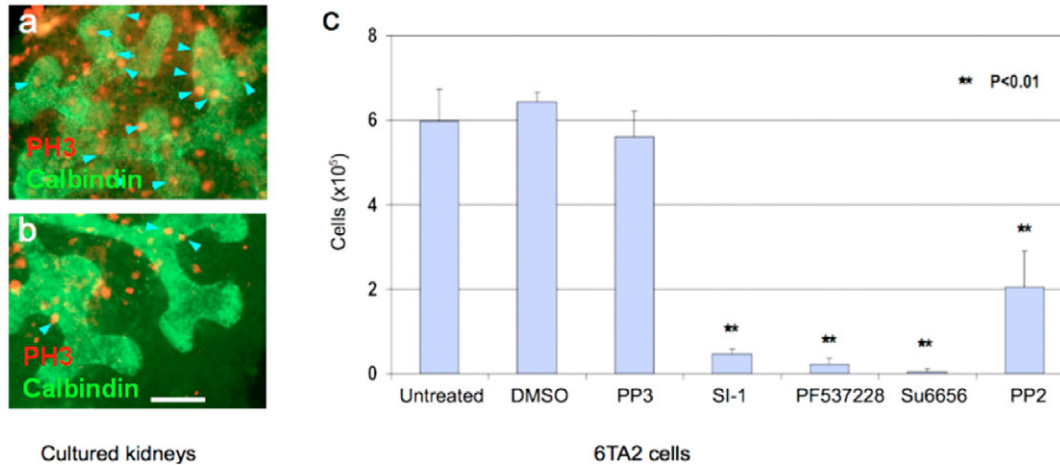 a
PH3
Calbindin
b
PH3
Calbindin
Cultured kidneys
C
8
6
4
2
0
Cells (x10⁵)
** P<0.01
**
**
**
**
Untreated DMSO PP3 SI-1 PF537228 Su6656 PP2
6TA2 cells